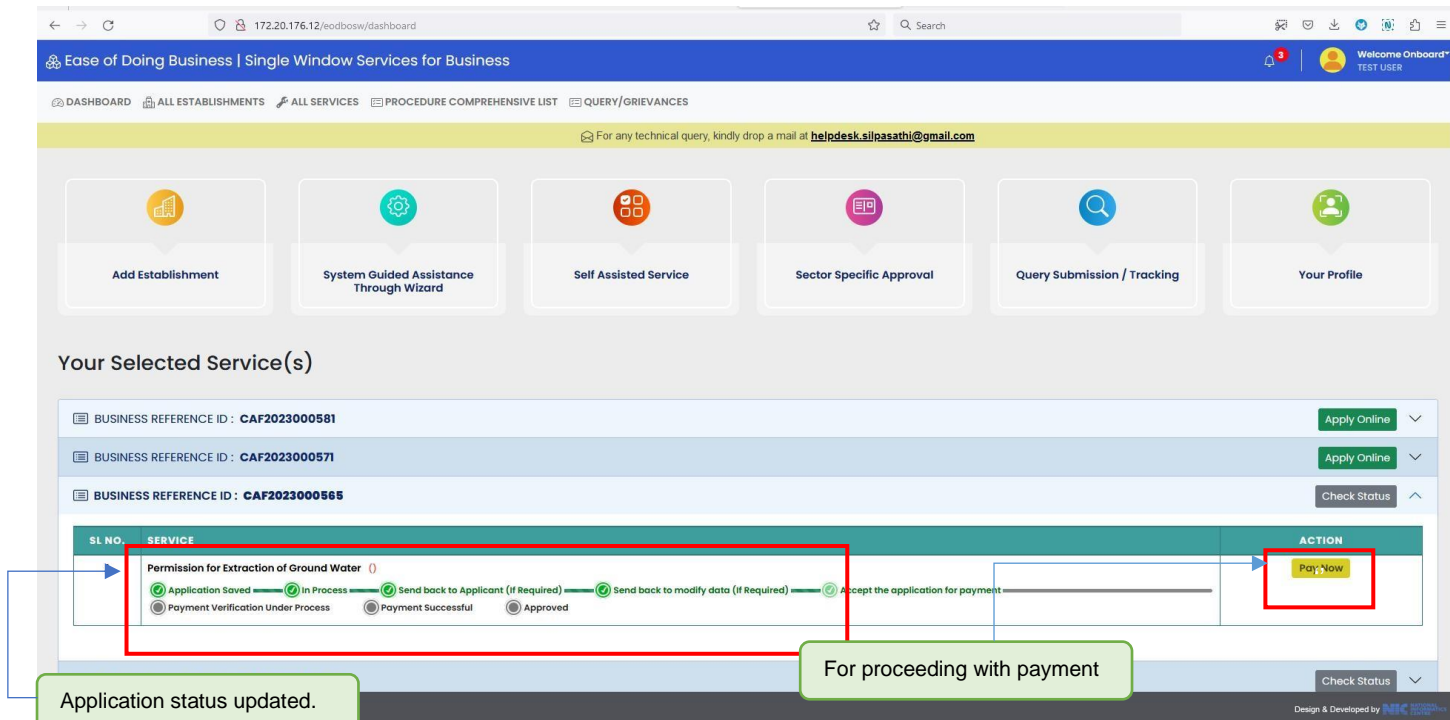 172.20.176.12/eodbosw/dashboard
Search
Ease of Doing Business | Single Window Services for Business
3
Welcome Onboard
TEST USER
DASHBOARD ALL ESTABLISHMENTS ALL SERVICES PROCEDURE COMPREHENSIVE LIST QUERY/GRIEVANCES
For any technical query, kindly drop a mail at helpdesk.silpasathi@gmail.com
Add Establishment
System Guided Assistance
Through Wizard
Self Assisted Service
Sector Specific Approval
Query Submission / Tracking
Your Profile
Your Selected Service(s)
BUSINESS REFERENCE ID : CAF2023000581
Apply Online
BUSINESS REFERENCE ID : CAF2023000571
Apply Online
BUSINESS REFERENCE ID : CAF2023000565
Check Status
SL NO. SERVICE ACTION
Permission for Extraction of Ground Water ()
Pay Now
Application Saved In Process Send back to Applicant (If Required) Send back to modify data (If Required) Accept the application for payment
Payment Verification Under Process Payment Successful Approved
For proceeding with payment
Check Status
Application status updated.
Design & Developed by NIC